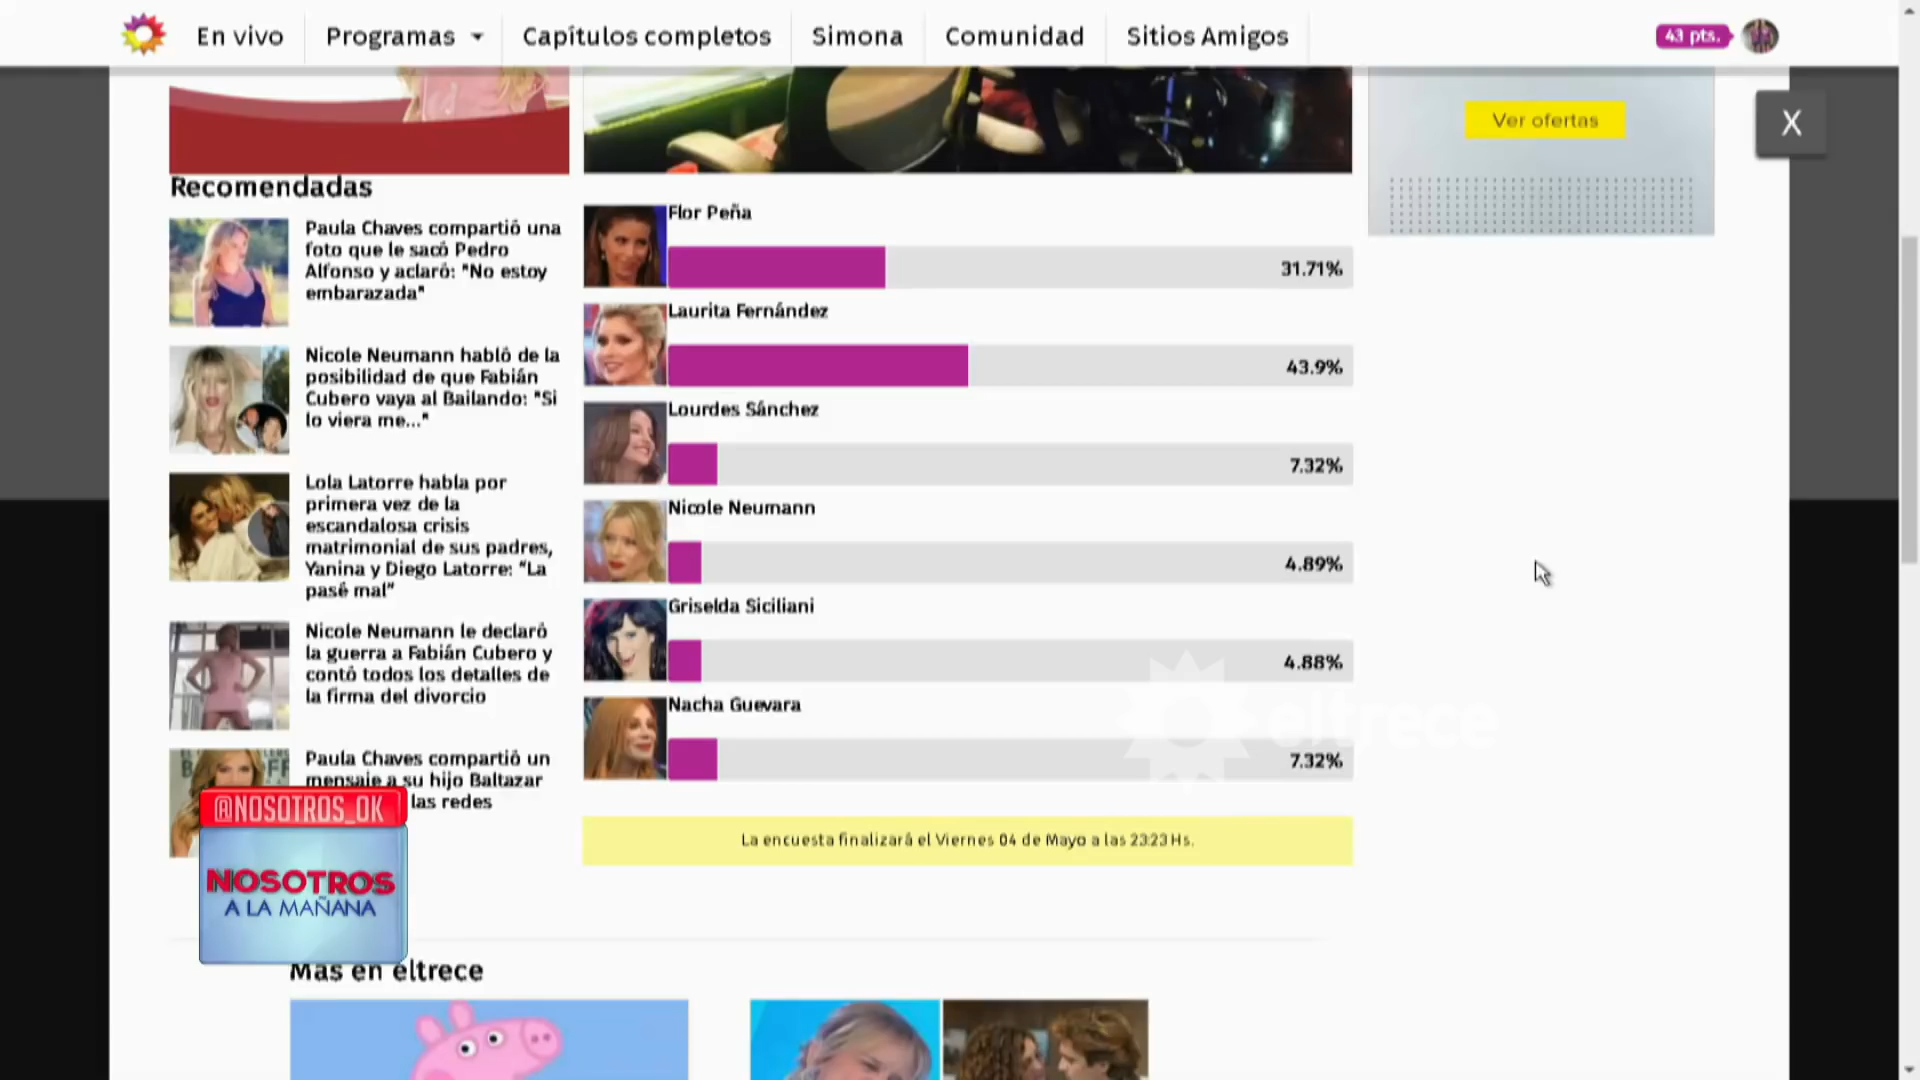 En vivo
Programas
Capítulos completos
Simona
Comunidad
Sitios Amigos
43 pts.
Ver ofertas
X
Recomendadas
Paula Chaves compartió una
foto que le sacó Pedro
Alfonso y aclaró: "No estoy
embarazada"
Nicole Neumann habló de la
posibilidad de que Fabián
Cubero vaya al Bailando: "Si
lo viera me..."
Lola Latorre habla por
primera vez de la
escandalosa crisis
matrimonial de sus padres,
Yanina y Diego Latorre: "La
pasé mal"
Nicole Neumann le declaró
la guerra a Fabián Cubero y
contó todos los detalles de
la firma del divorcio
Paula Chaves compartió un
mensaje a su hijo Baltazar
las redes
Flor Peña
31.71%
Laurita Fernández
43.9%
Lourdes Sánchez
7.32%
Nicole Neumann
4.89%
Griselda Siciliani
4.88%
Nacha Guevara
7.32%
eltrece
La encuesta finalizará el Viernes 04 de Mayo a las 23:23 Hs.
@NOSOTROS_OK
NOSOTROS
A LA MAÑANA
Más en eltrece